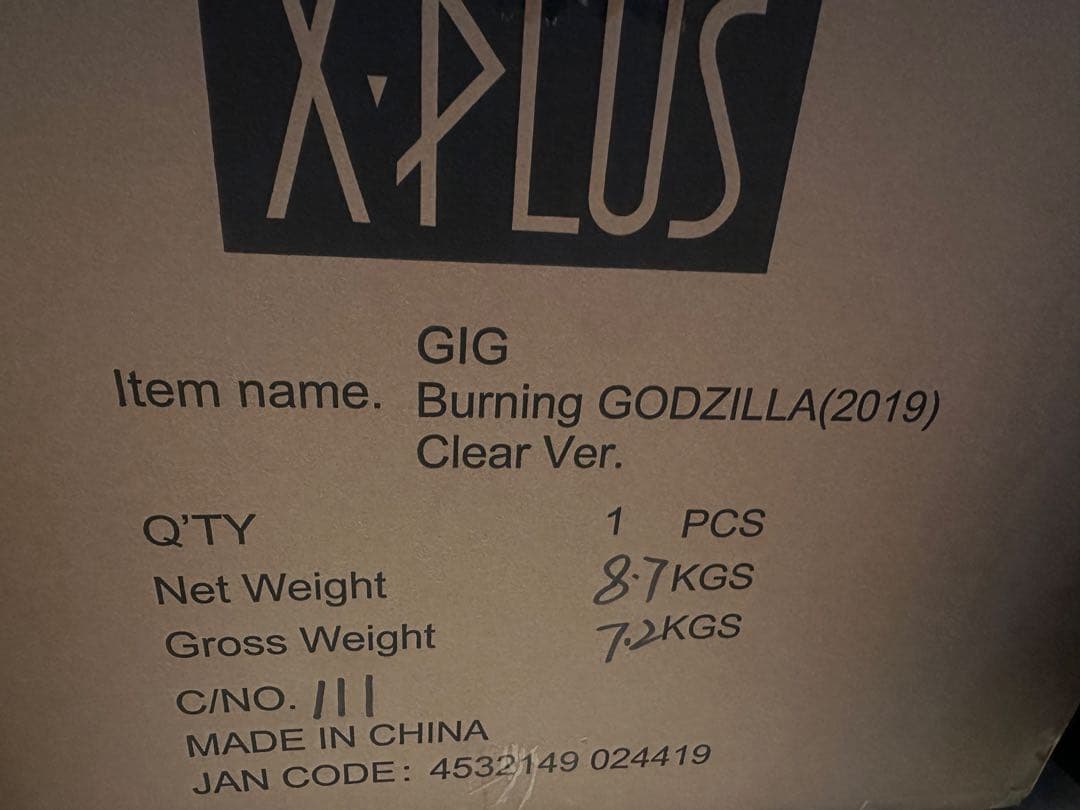 X·PLUS
GIG
Item name. Burning GODZILLA(2019)
Clear Ver.
Q'TY 1 PCS
Net Weight 8.7KGS
Gross Weight 7.2KGS
C/NO. 111
MADE IN CHINA
JAN CODE: 4532149 024419